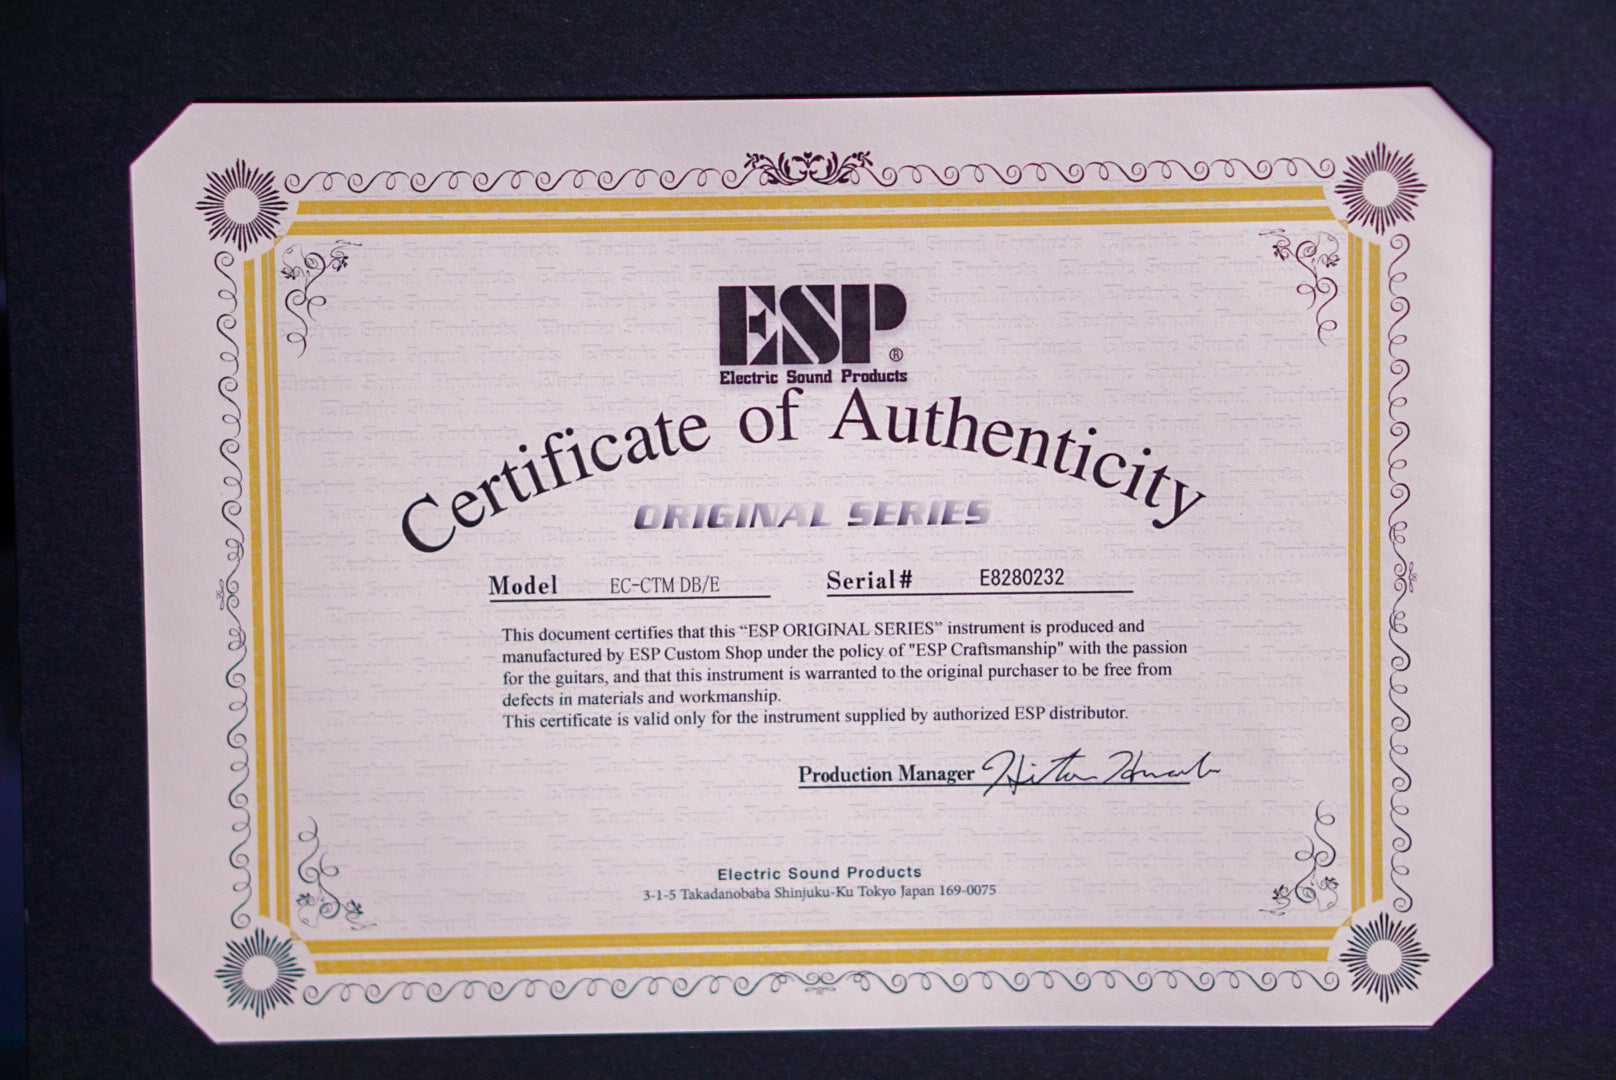 ESP®
Electric Sound Products
Certificate of Authenticity
ORIGINAL SERIES
Model EC-CTM DB/E Serial# E8280232
This document certifies that this “ESP ORIGINAL SERIES” instrument is produced and
manufactured by ESP Custom Shop under the policy of "ESP Craftsmanship" with the passion
for the guitars, and that this instrument is warranted to the original purchaser to be free from
defects in materials and workmanship.
This certificate is valid only for the instrument supplied by authorized ESP distributor.
Production Manager
Electric Sound Products
3-1-5 Takadanobaba Shinjuku-Ku Tokyo Japan 169-0075